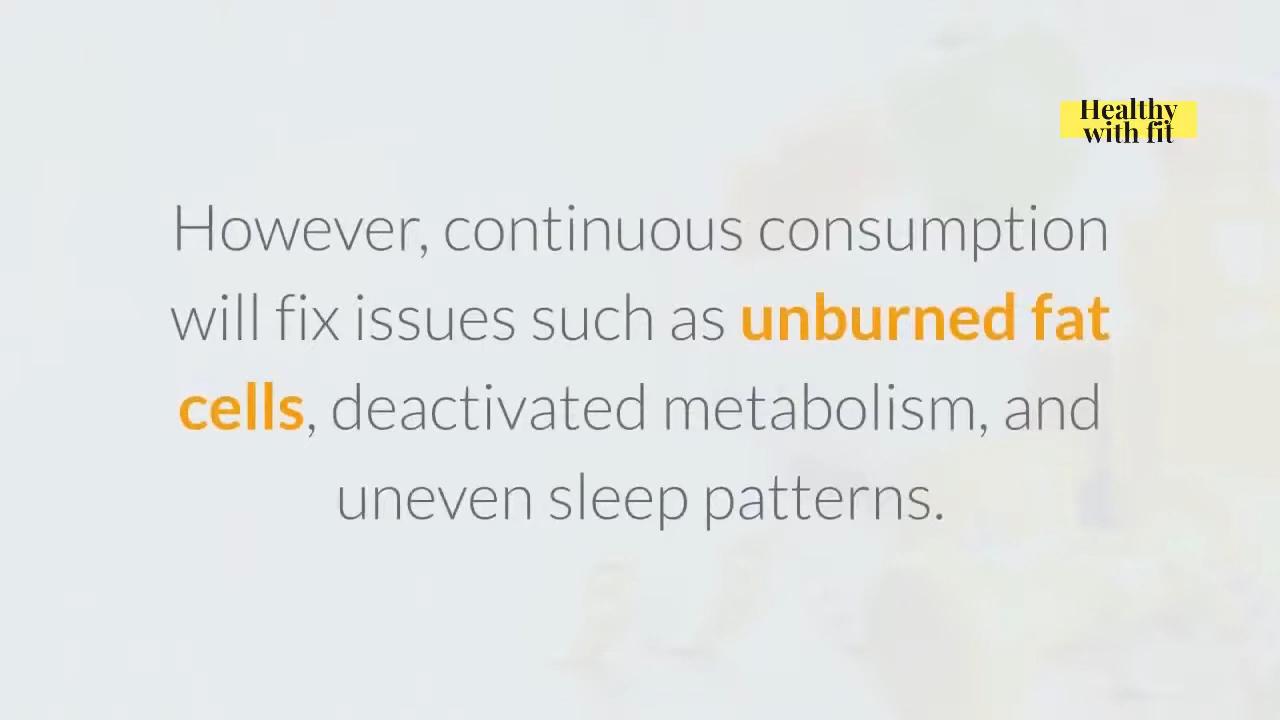 Healthy
with fit
However, continuous consumption
will fix issues such as unburned fat
cells, deactivated metabolism, and
uneven sleep patterns.